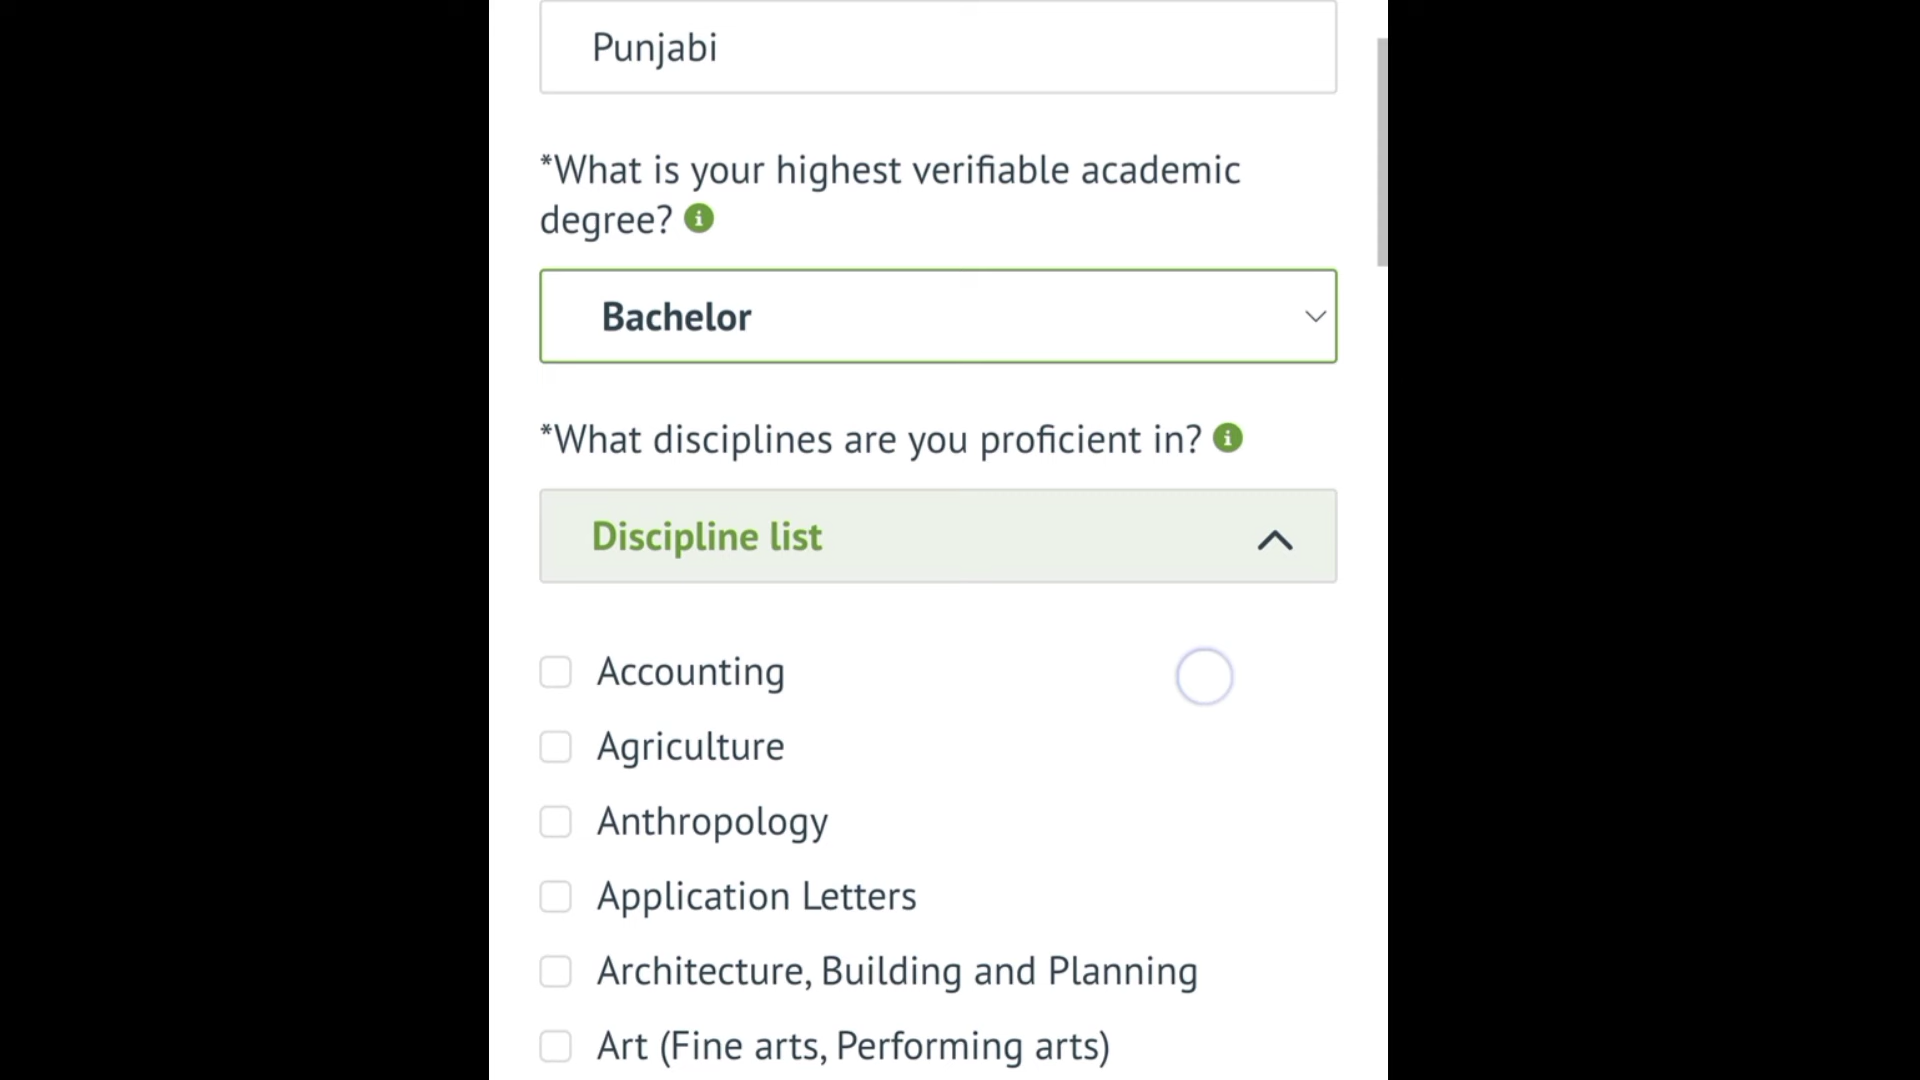 Punjabi
*What is your highest verifiable academic
degree?
Bachelor
*What disciplines are you proficient in?
Discipline list
Accounting
Agriculture
Anthropology
Application Letters
Architecture, Building and Planning
Art (Fine arts, Performing arts)